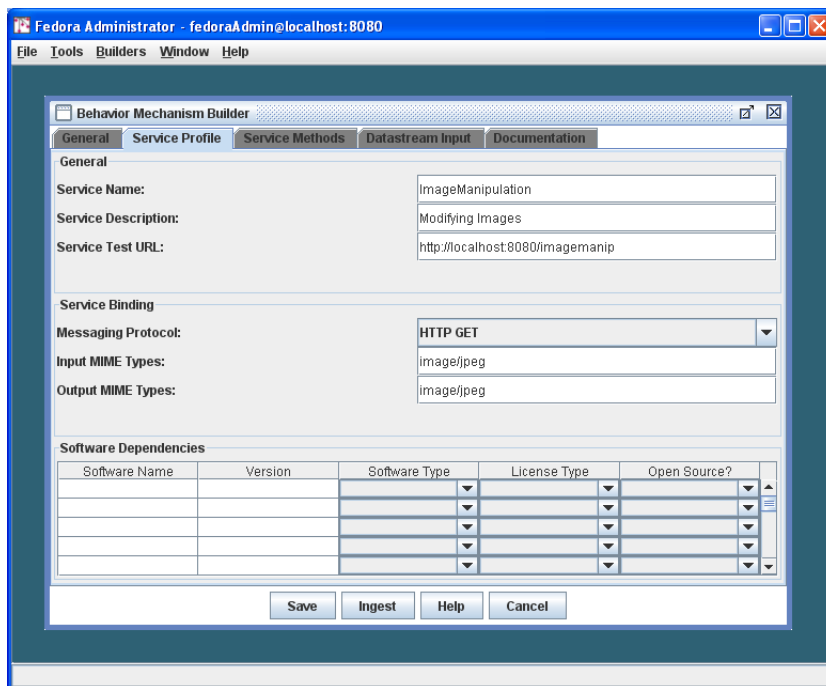 Fedora Administrator - fedoraAdmin@localhost:8080
File Tools Builders Window Help
Behavior Mechanism Builder
General Service Profile Service Methods Datastream Input Documentation
General
Service Name: ImageManipulation
Service Description: Modifying Images
Service Test URL: http://localhost:8080/imagemanip
Service Binding
Messaging Protocol: HTTP GET
Input MIME Types: image/jpeg
Output MIME Types: image/jpeg
Software Dependencies
Software Name Version Software Type License Type Open Source?
Save Ingest Help Cancel